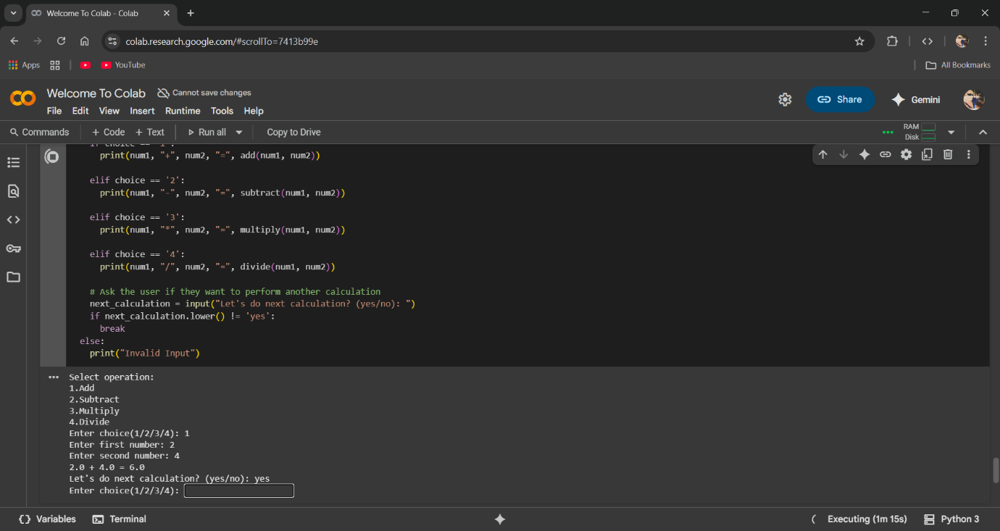 Welcome To Colab - Colab
colab.research.google.com/#scrollTo=7413b99e
Apps
YouTube
All Bookmarks
Welcome To Colab
Cannot save changes
File Edit View Insert Runtime Tools Help
Share
Gemini
Commands + Code + Text Run all Copy to Drive
RAM
Disk
if choice == '1':
print(num1, "+", num2, "=", add(num1, num2))
elif choice == '2':
print(num1, "-", num2, "=", subtract(num1, num2))
elif choice == '3':
print(num1, "*", num2, "=", multiply(num1, num2))
elif choice == '4':
print(num1, "/", num2, "=", divide(num1, num2))
# Ask the user if they want to perform another calculation
next_calculation = input("Let's do next calculation? (yes/no): ")
if next_calculation.lower() != 'yes':
break
else:
print("Invalid Input")
Select operation:
1.Add
2.Subtract
3.Multiply
4.Divide
Enter choice(1/2/3/4): 1
Enter first number: 2
Enter second number: 4
2.0 + 4.0 = 6.0
Let's do next calculation? (yes/no): yes
Enter choice(1/2/3/4):
Variables
Terminal
Executing (1m 15s)
Python 3